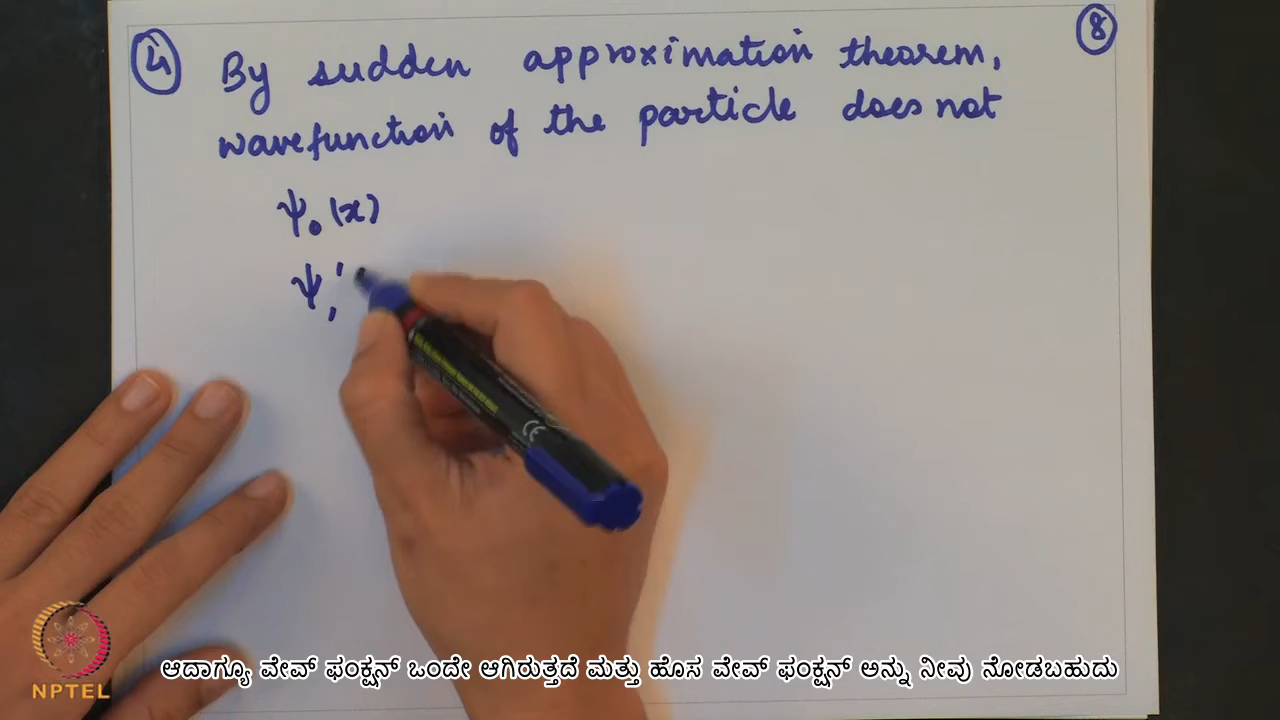 ④ By sudden approximation theorem, ⑧
wavefunction of the particle does not
ψ₀(x)
ψ₁'
CE
NPTEL
ಆದಾಗ್ಯೂ ವೇವ್ ಫಂಕ್ಷನ್ ಒಂದೇ ಆಗಿರುತ್ತದೆ ಮತ್ತು ಹೊಸ ವೇವ್ ಫಂಕ್ಷನ್ ಅನ್ನು ನೀವು ನೋಡಬಹುದು